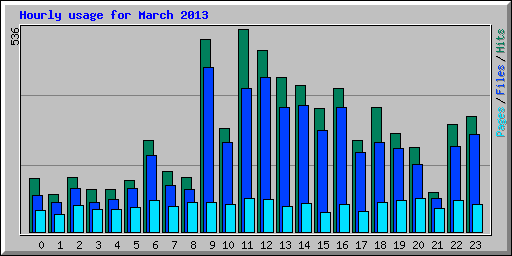 Hourly usage for March 2013
536
Pages / Files / Hits
0 1 2 3 4 5 6 7 8 9 10 11 12 13 14 15 16 17 18 19 20 21 22 23